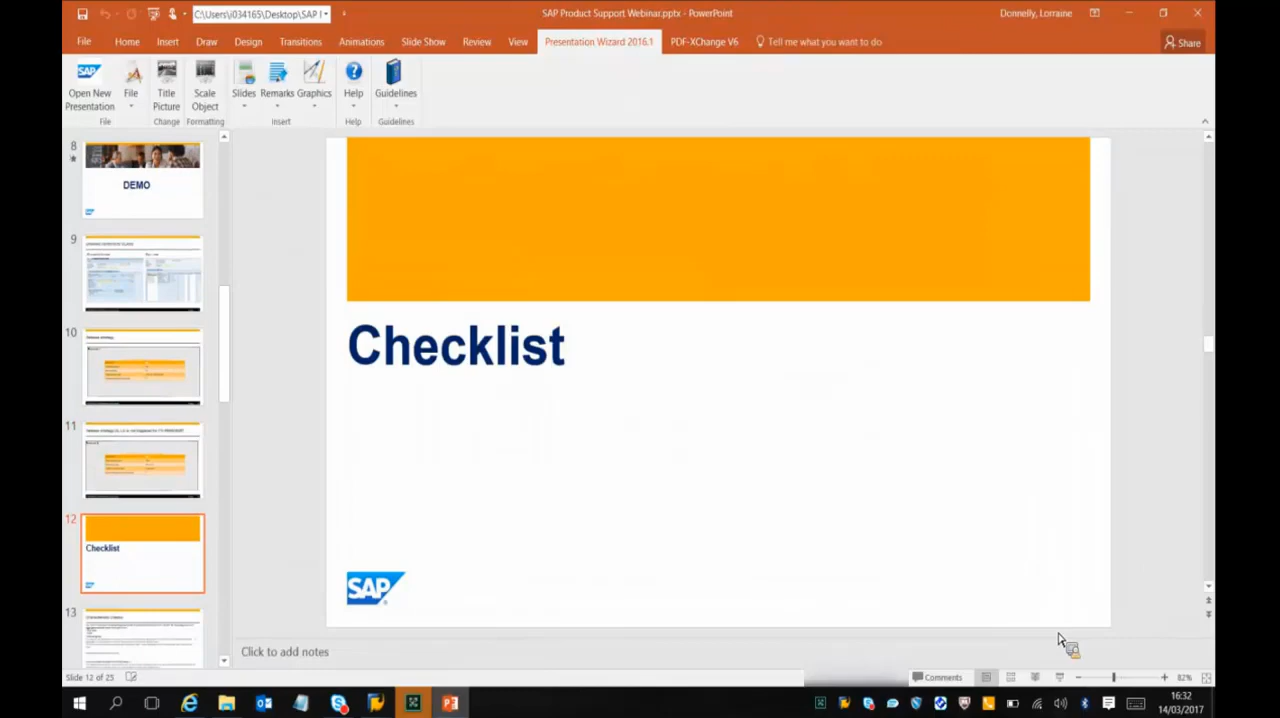 C:\Users\i034165\Desktop\SAP
SAP Product Support Webinar.pptx - PowerPoint
Donnelly, Lorraine
File Home Insert Draw Design Transitions Animations Slide Show Review View Presentation Wizard 2016.1 PDF-XChange V6 Tell me what you want to do Share
SAP
Open New Presentation
File
Title Picture
Scale Object
Slides
Remarks
Graphics
Help
Guidelines
File Change Formatting Insert Help Guidelines
8
DEMO
SAP
9
10
11
12
Checklist
SAP
13
Checklist
SAP
Click to add notes
Slide 12 of 25
Comments
82%
16:32
14/03/2017